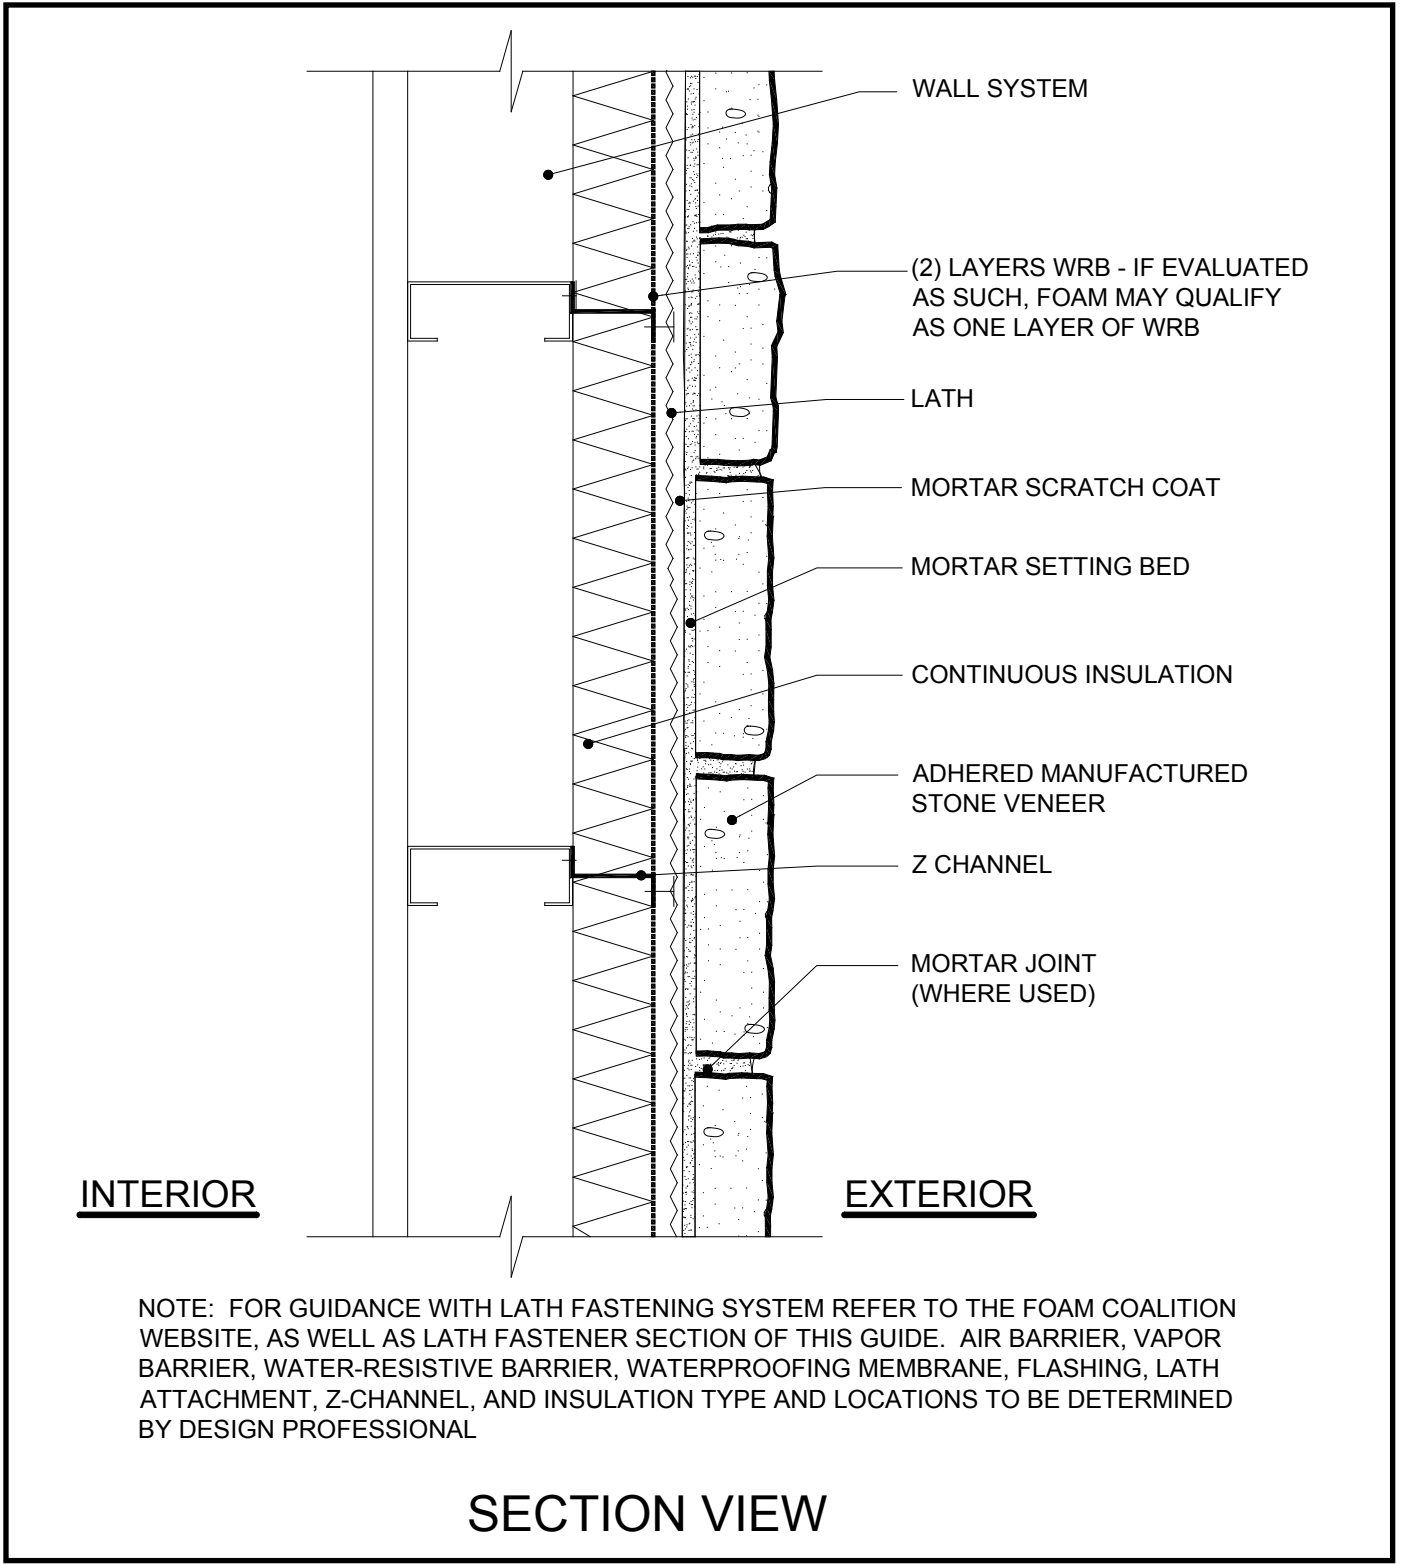 WALL SYSTEM
(2) LAYERS WRB - IF EVALUATED
AS SUCH, FOAM MAY QUALIFY
AS ONE LAYER OF WRB
LATH
MORTAR SCRATCH COAT
MORTAR SETTING BED
CONTINUOUS INSULATION
ADHERED MANUFACTURED
STONE VENEER
Z CHANNEL
MORTAR JOINT
(WHERE USED)
INTERIOR
EXTERIOR
NOTE: FOR GUIDANCE WITH LATH FASTENING SYSTEM REFER TO THE FOAM COALITION
WEBSITE, AS WELL AS LATH FASTENER SECTION OF THIS GUIDE. AIR BARRIER, VAPOR
BARRIER, WATER-RESISTIVE BARRIER, WATERPROOFING MEMBRANE, FLASHING, LATH
ATTACHMENT, Z-CHANNEL, AND INSULATION TYPE AND LOCATIONS TO BE DETERMINED
BY DESIGN PROFESSIONAL
SECTION VIEW